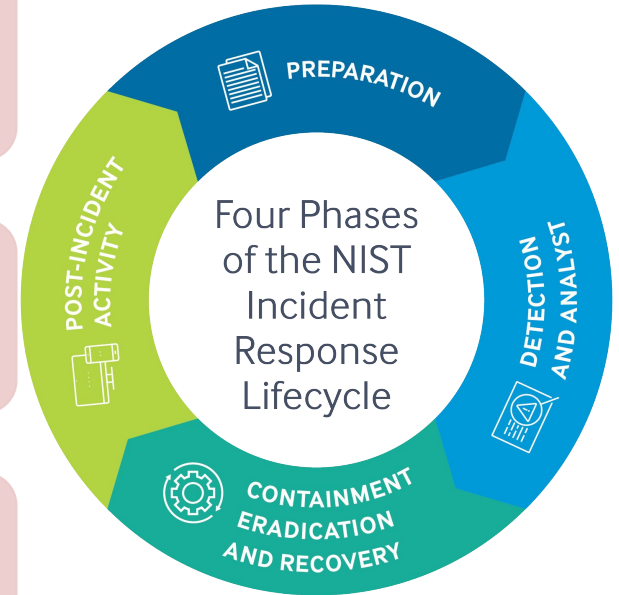 Four Phases
of the NIST
Incident
Response
Lifecycle
PREPARATION
DETECTION
AND ANALYST
CONTAINMENT
ERADICATION
AND RECOVERY
POST-INCIDENT
ACTIVITY